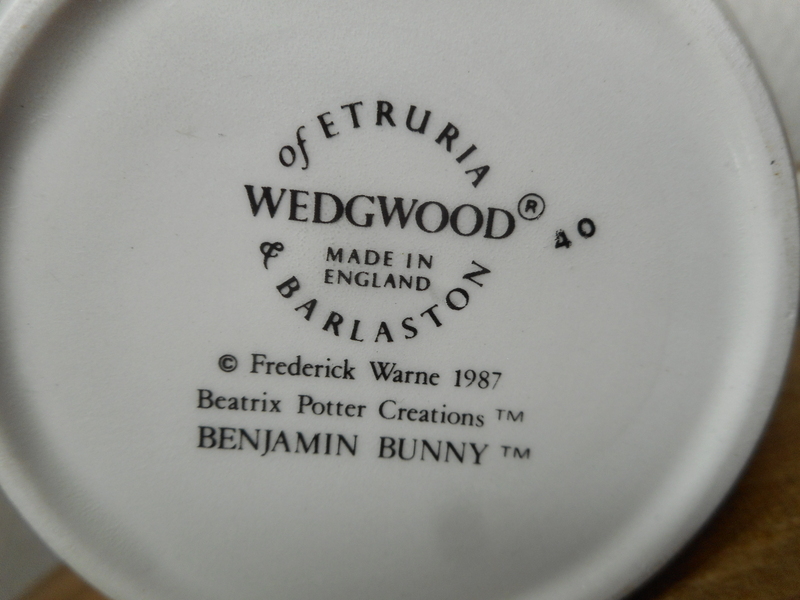 of ETRURIA
WEDGWOOD® 40
MADE IN
ENGLAND
& BARLASTON
© Frederick Warne 1987
Beatrix Potter Creations ™
BENJAMIN BUNNY ™